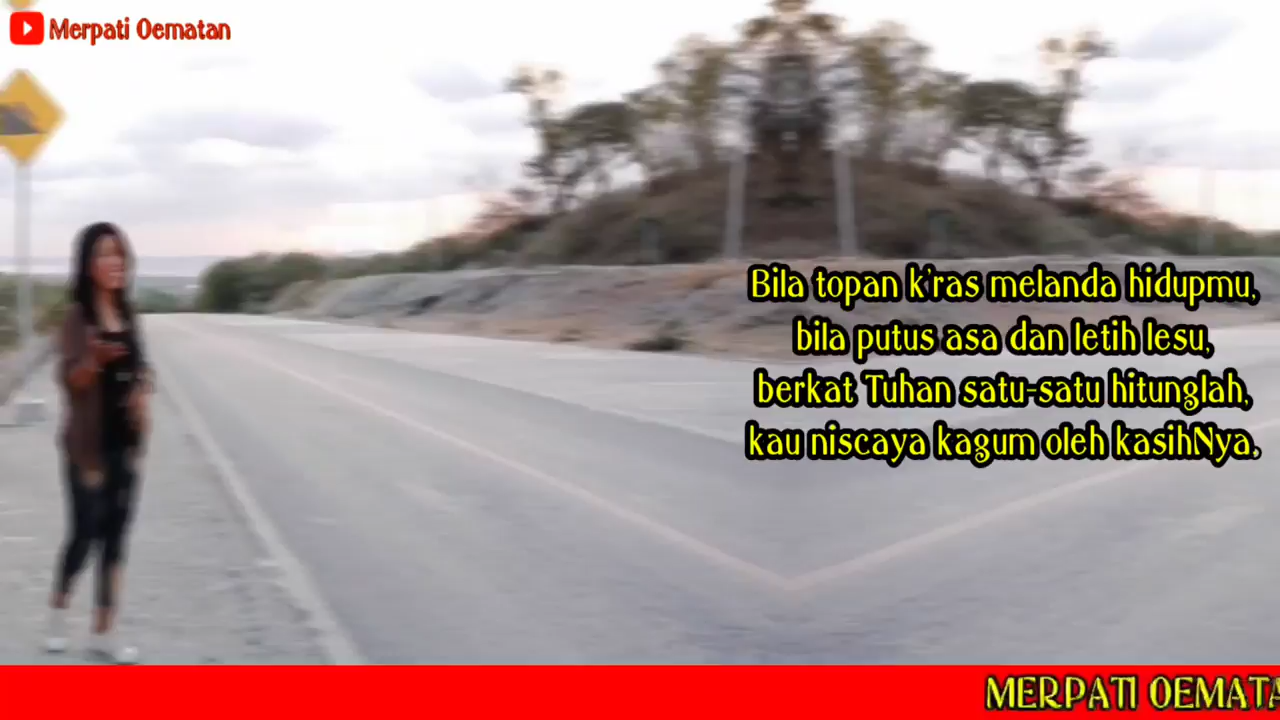 Merpati Oematan
Bila topan k'ras melanda hidupmu,
bila putus asa dan letih lesu,
berkat Tuhan satu-satu hitunglah,
kau niscaya kagum oleh kasihNya.
MERPATI OEMATA